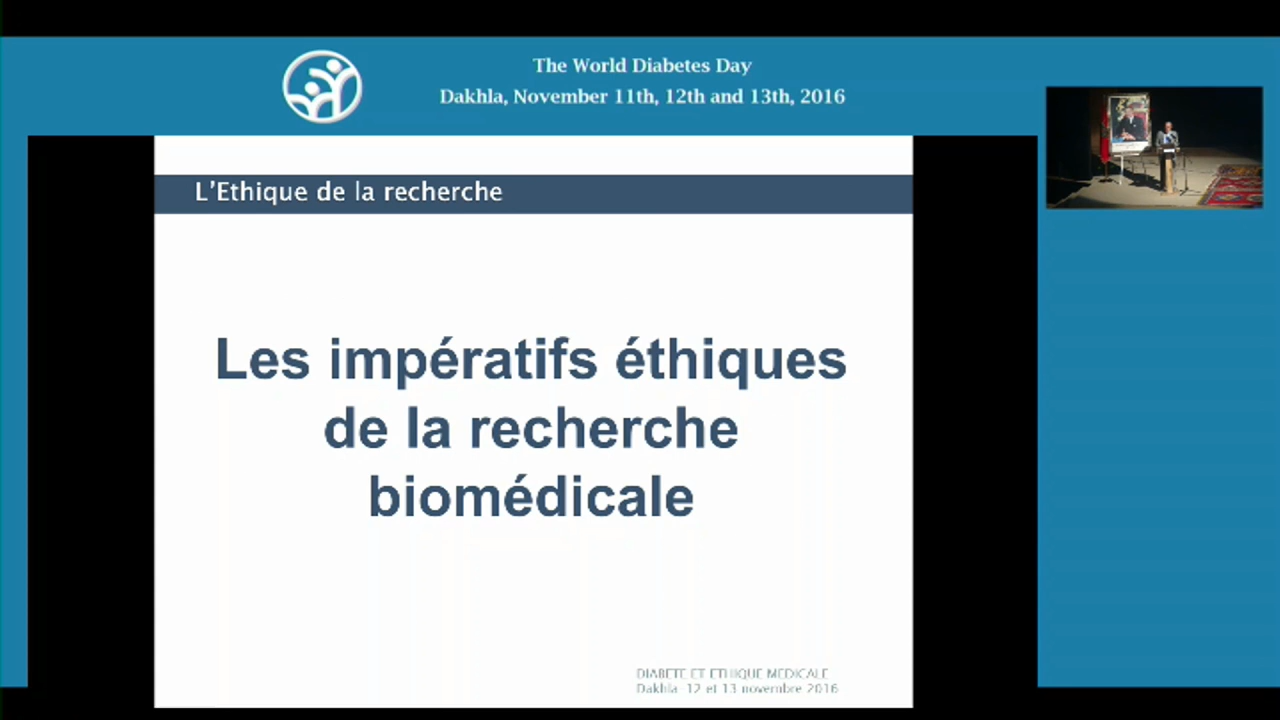 The World Diabetes Day
Dakhla, November 11th, 12th and 13th, 2016
L'Ethique de la recherche
Les impératifs éthiques
de la recherche
biomédicale
DIABETE ET ETHIQUE MEDICALE
Dakhla 12 et 13 novembre 2016